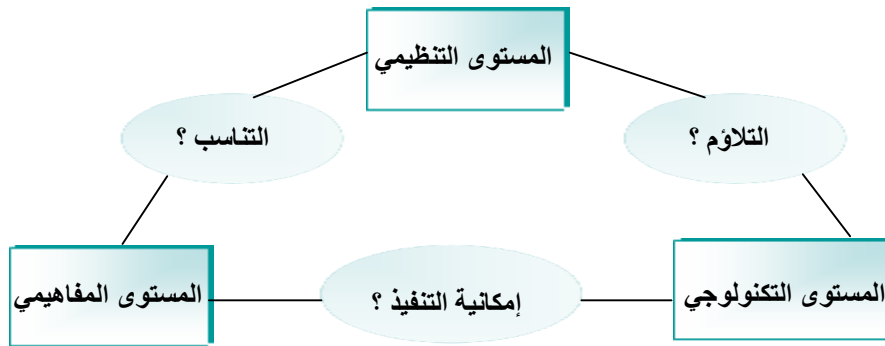 المستوى التنظيمي
التلاؤم ؟
التناسب ؟
المستوى التكنولوجي
إمكانية التنفيذ ؟
المستوى المفاهيمي